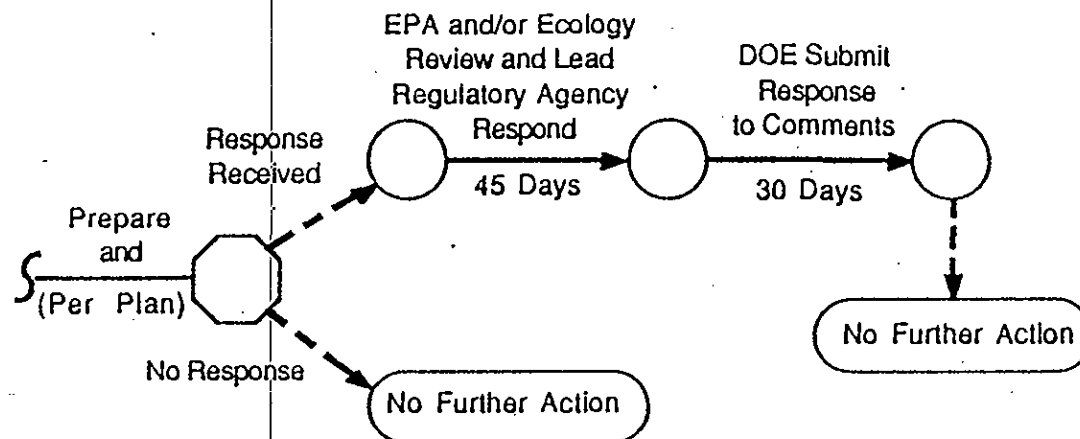 EPA and/or Ecology
Review and Lead
Regulatory Agency
Respond
45 Days
DOE Submit
Response
to Comments
30 Days
Response
Received
Prepare
and
(Per Plan)
No Response
No Further Action
No Further Action